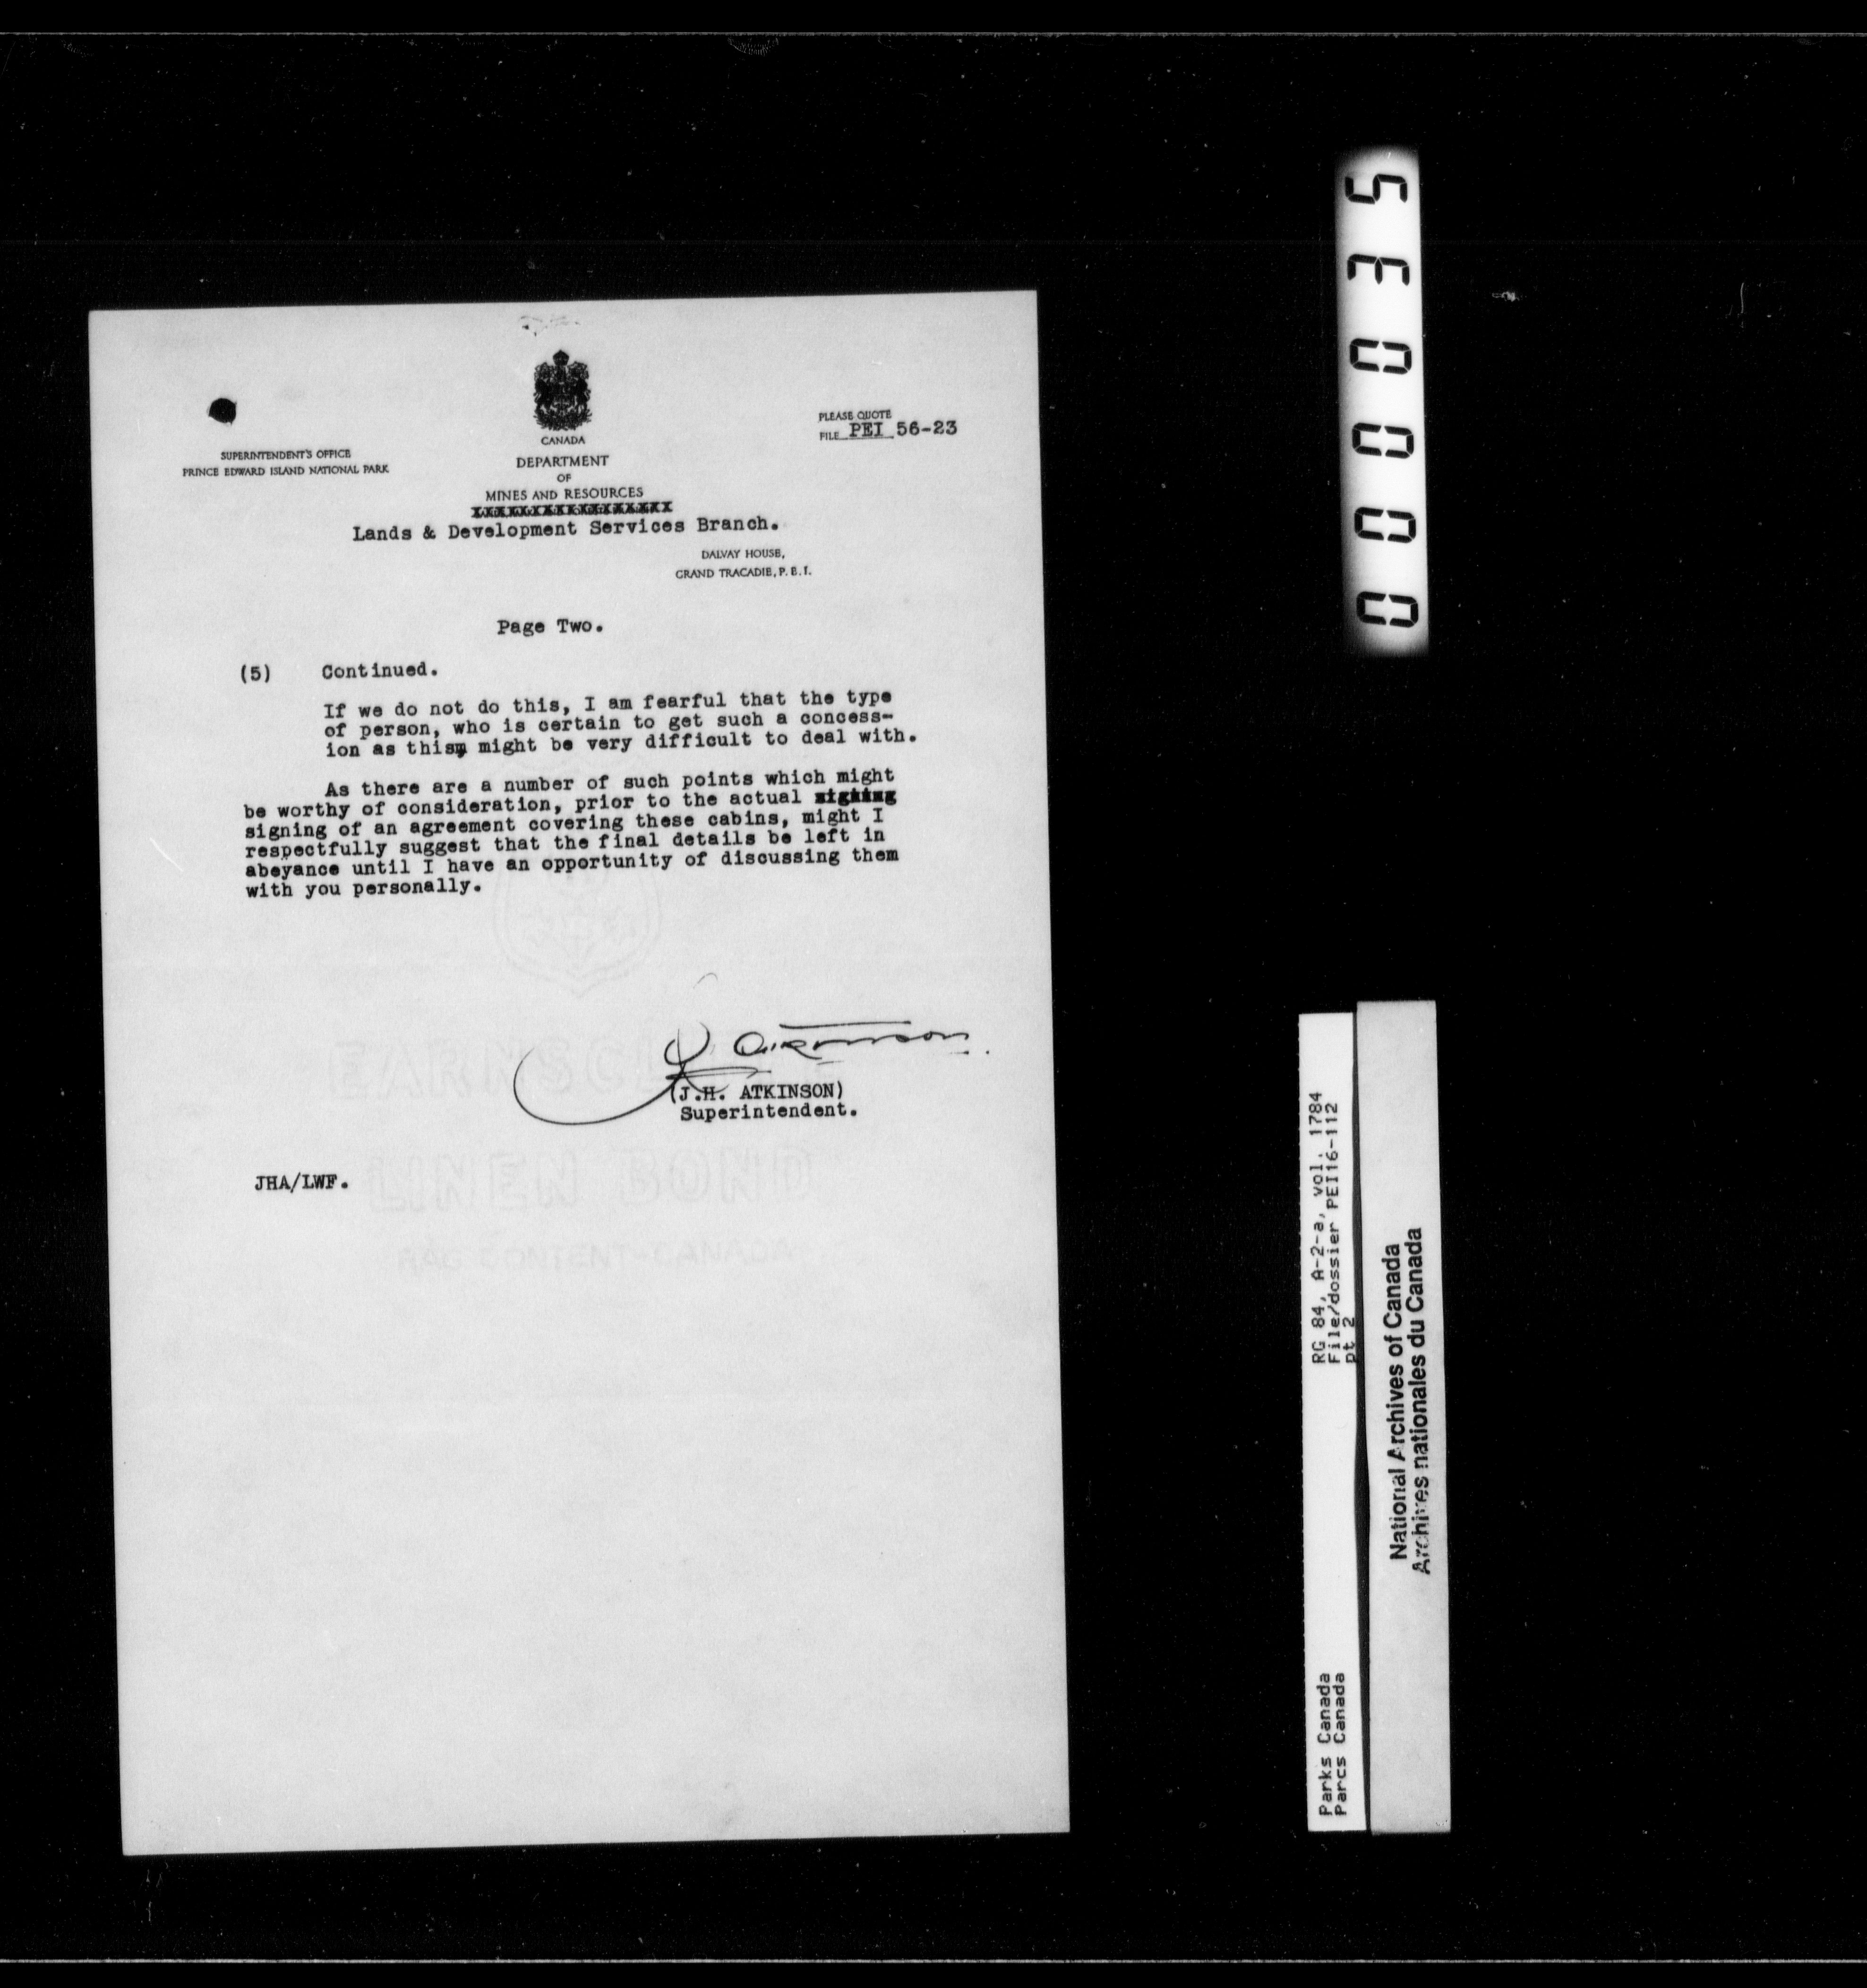 SUPERINTENDENT'S OFFICE
PRINCE EDWARD ISLAND NATIONAL PARK
CANADA
DEPARTMENT
OF
MINES AND RESOURCES
XXXXXXXXXXXXXXXXXX
Lands & Development Services Branch.
PLEASE QUOTE
FILE PEI 56-23
DALVAY HOUSE,
GRAND TRACADIE, P. E. I.
Page Two.
(5) Continued.
If we do not do this, I am fearful that the type
of person, who is certain to get such a concess-
ion as this, might be very difficult to deal with.
As there are a number of such points which might
be worthy of consideration, prior to the actual
signing of an agreement covering these cabins, might I
respectfully suggest that the final details be left in
abeyance until I have an opportunity of discussing them
with you personally.
J Atkinson.
(J.H. ATKINSON)
Superintendent.
JHA/LWF.
LINEN BOND
000035
RG 84, A-2-a, vol. 1784
File/dossier PEI16-112
pt 2
Parks Canada
Parcs Canada
National Archives of Canada
Archives nationales du Canada